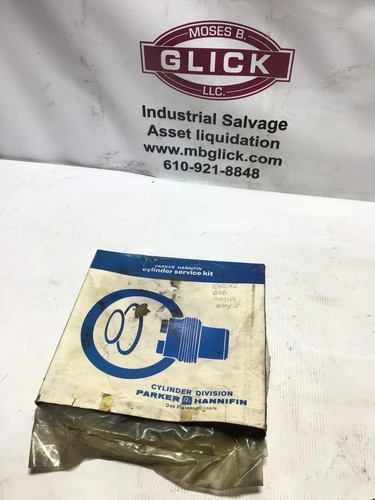 MOSES B.
GLICK
LLC.
Industrial Salvage
Asset liquidation
www.mbglick.com
610-921-8848
PARKER HANNIFIN
cylinder service kit
CYLINDER DIVISION
PARKER HANNIFIN
Des Plaines, Illinois